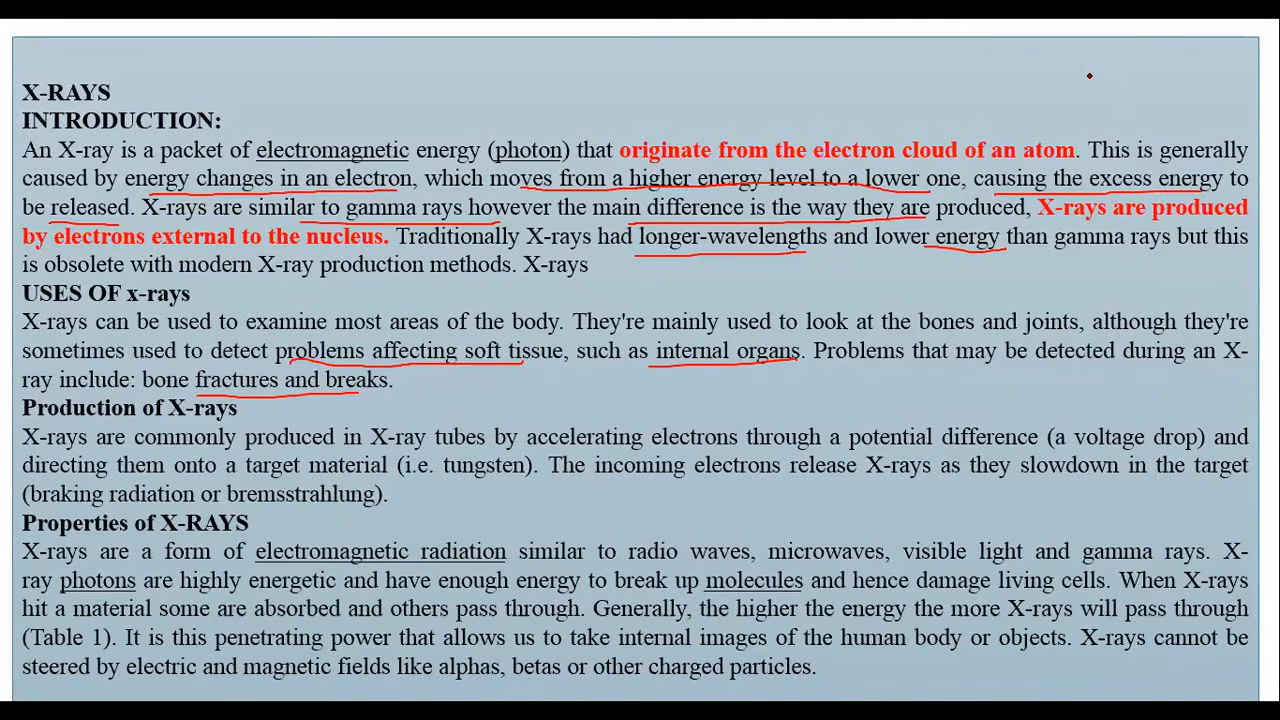 X-RAYS
INTRODUCTION:
An X-ray is a packet of electromagnetic energy (photon) that originate from the electron cloud of an atom. This is generally
caused by energy changes in an electron, which moves from a higher energy level to a lower one, causing the excess energy to
be released. X-rays are similar to gamma rays however the main difference is the way they are produced, X-rays are produced
by electrons external to the nucleus. Traditionally X-rays had longer-wavelengths and lower energy than gamma rays but this
is obsolete with modern X-ray production methods. X-rays
USES OF x-rays
X-rays can be used to examine most areas of the body. They're mainly used to look at the bones and joints, although they're
sometimes used to detect problems affecting soft tissue, such as internal organs. Problems that may be detected during an X-
ray include: bone fractures and breaks.
Production of X-rays
X-rays are commonly produced in X-ray tubes by accelerating electrons through a potential difference (a voltage drop) and
directing them onto a target material (i.e. tungsten). The incoming electrons release X-rays as they slowdown in the target
(braking radiation or bremsstrahlung).
Properties of X-RAYS
X-rays are a form of electromagnetic radiation similar to radio waves, microwaves, visible light and gamma rays. X-
ray photons are highly energetic and have enough energy to break up molecules and hence damage living cells. When X-rays
hit a material some are absorbed and others pass through. Generally, the higher the energy the more X-rays will pass through
(Table 1). It is this penetrating power that allows us to take internal images of the human body or objects. X-rays cannot be
steered by electric and magnetic fields like alphas, betas or other charged particles.